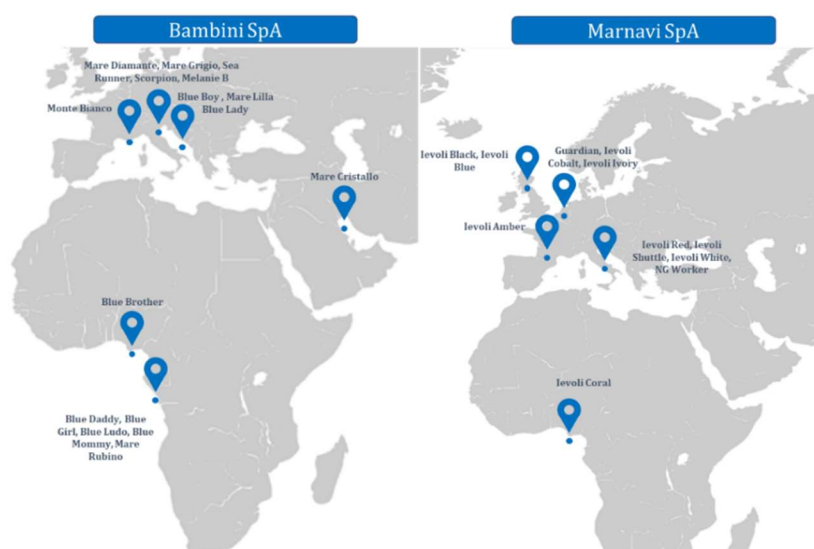 Bambini SpA
Mare Diamante, Mare Grigio, Sea
Runner, Scorpion, Melanie B
Monte Bianco
Blue Boy , Mare Lilla
Blue Lady
Mare Cristallo
Blue Brother
Blue Daddy, Blue
Girl, Blue Ludo, Blue
Mommy, Mare
Rubino
Marnavi SpA
Ievoli Black, Ievoli
Blue
Guardian, Ievoli
Cobalt, Ievoli Ivory
Ievoli Amber
Ievoli Red, Ievoli
Shuttle, Ievoli White,
NG Worker
Ievoli Coral